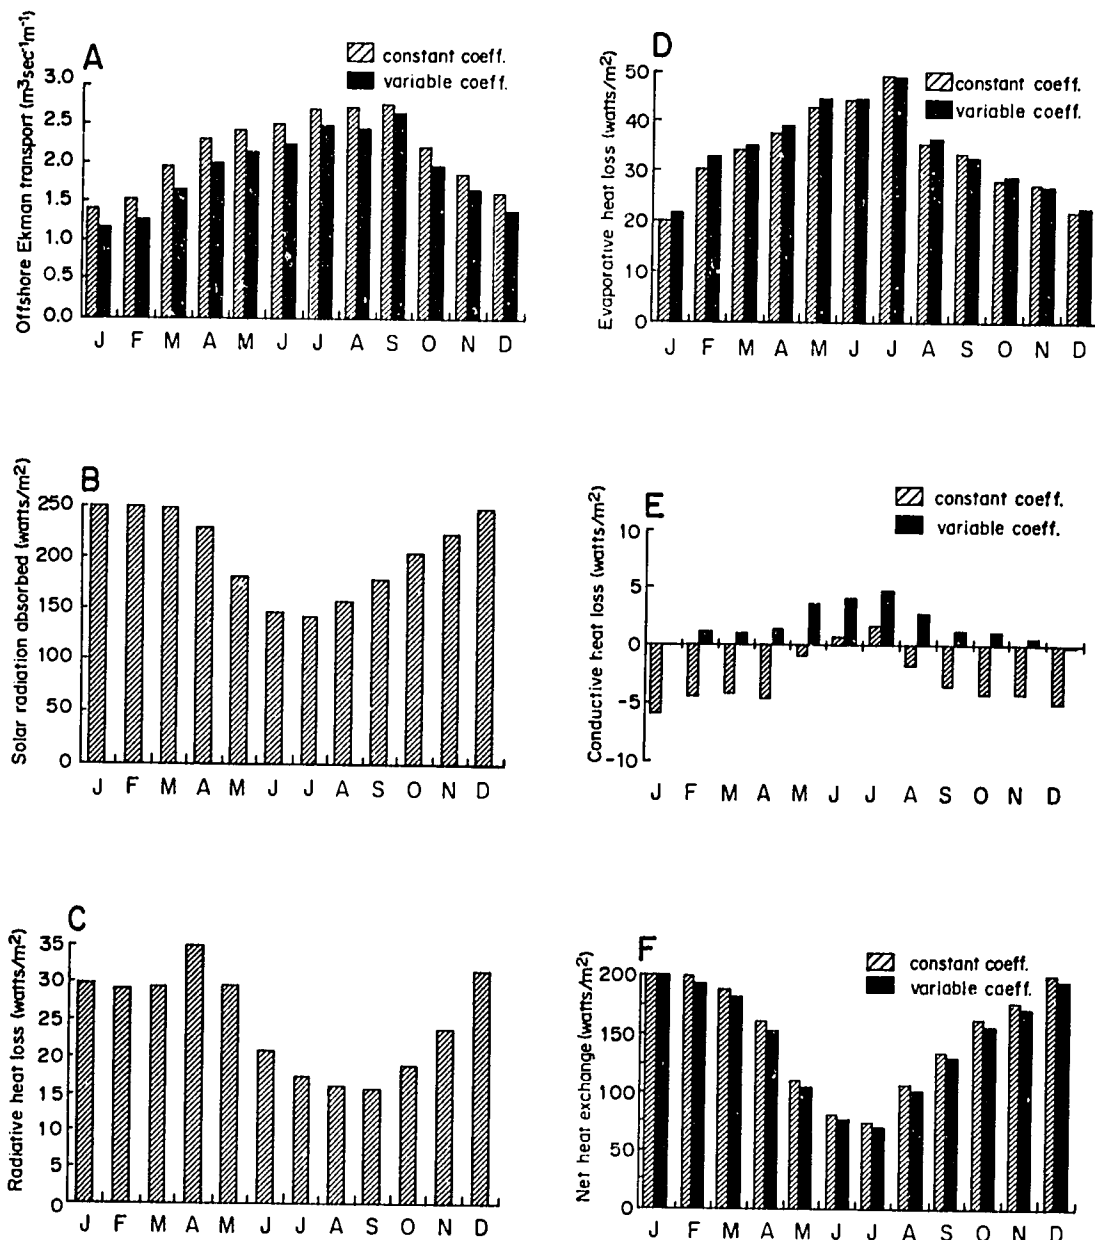 A
constant coeff.
variable coeff.
Offshore Ekman transport (m³sec⁻¹m⁻¹)
3.0
2.5
2.0
1.5
1.0
0.5
0.0
J F M A M J J A S O N D
D
constant coeff.
variable coeff.
Evaporative heat loss (watts/m²)
50
40
30
20
10
0
J F M A M J J A S O N D
B
Solar radiation absorbed (watts/m²)
250
200
150
100
50
0
J F M A M J J A S O N D
E
constant coeff.
variable coeff.
Conductive heat loss (watts/m²)
10
5
0
-5
-10
J F M A M J J A S O N D
C
Radiative heat loss (watts/m²)
35
30
25
20
15
10
5
0
J F M A M J J A S O N D
F
constant coeff.
variable caeff.
Net heat exchange (watts/m²)
200
150
100
50
0
J F M A M J J A S O N D